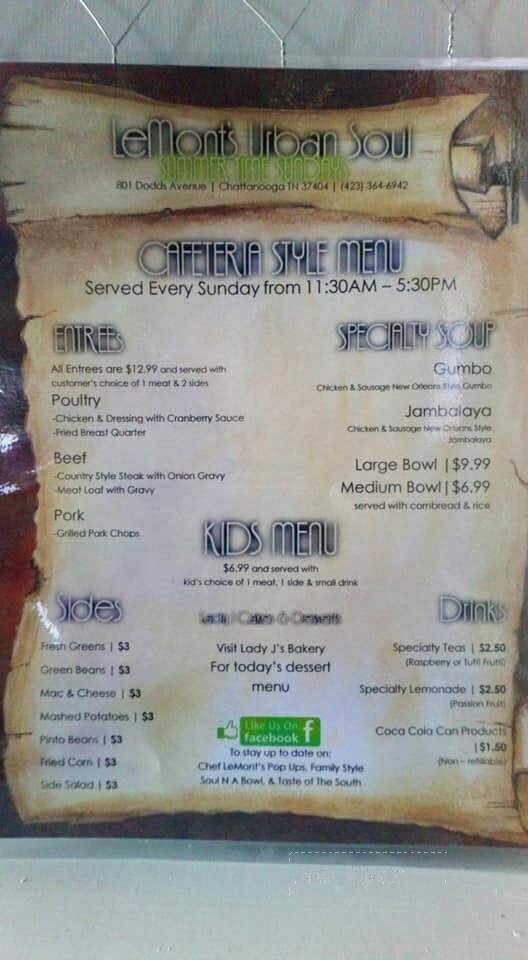 LeMont's Urban Soul
SUMMER TIME SUNDAYS
801 Dodds Avenue | Chattanooga TN 37404 | (423) 364-6942
CAFETERIA STYLE MENU
Served Every Sunday from 11:30AM – 5:30PM
ENTREES
All Entrees are $12.99 and served with
customer's choice of 1 meat & 2 sides
Poultry
-Chicken & Dressing with Cranberry Sauce
-Fried Breast Quarter
Beef
-Country Style Steak with Onion Gravy
-Meat Loaf with Gravy
Pork
-Grilled Pork Chops
SPECIALTY SOUP
Gumbo
Chicken & Sausage New Orleans Style Gumbo
Jambalaya
Chicken & Sausage New Orleans Style
Jambalaya
Large Bowl | $9.99
Medium Bowl | $6.99
served with cornbread & rice
KIDS MENU
$6.99 and served with
kid's choice of 1 meat, 1 side & small drink
Sides
Fresh Greens | $3
Green Beans | $3
Mac & Cheese | $3
Mashed Potatoes | $3
Pinto Beans | $3
Fried Corn | $3
Side Salad | $3
Lady J Cakes & Desserts
Visit Lady J's Bakery
For today's dessert
menu
Like Us On
facebook f
To stay up to date on:
Chef LeMont's Pop Ups, Family Style
Soul N A Bowl, & Taste of The South
Drinks
Specialty Teas | $2.50
(Raspberry or Tutti Frutti)
Specialty Lemonade | $2.50
(Passion Fruit)
Coca Cola Can Products
| $1.50
(Non – refillable)